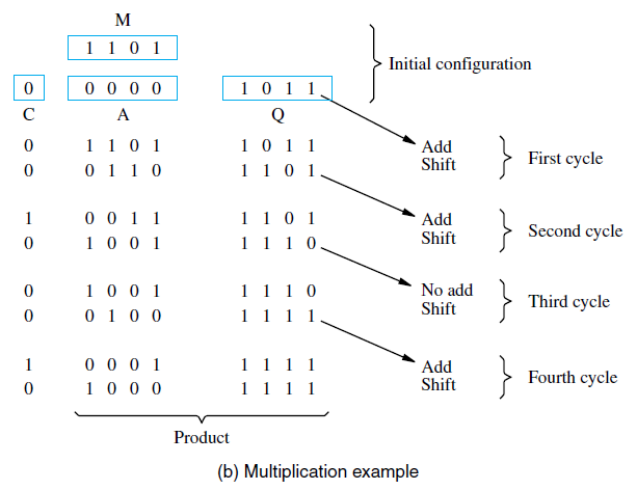 M
1 1 0 1
0 0 0 0 0 1 0 1 1 Initial configuration
C A Q
0 1 1 0 1 1 0 1 1 Add
0 0 1 1 0 1 1 0 1 Shift First cycle
1 0 0 1 1 1 1 0 1 Add
0 1 0 0 1 1 1 1 0 Shift Second cycle
0 1 0 0 1 1 1 1 0 No add
0 0 1 0 0 1 1 1 1 Shift Third cycle
1 0 0 0 1 1 1 1 1 Add
0 1 0 0 0 1 1 1 1 Shift Fourth cycle
Product
(b) Multiplication example